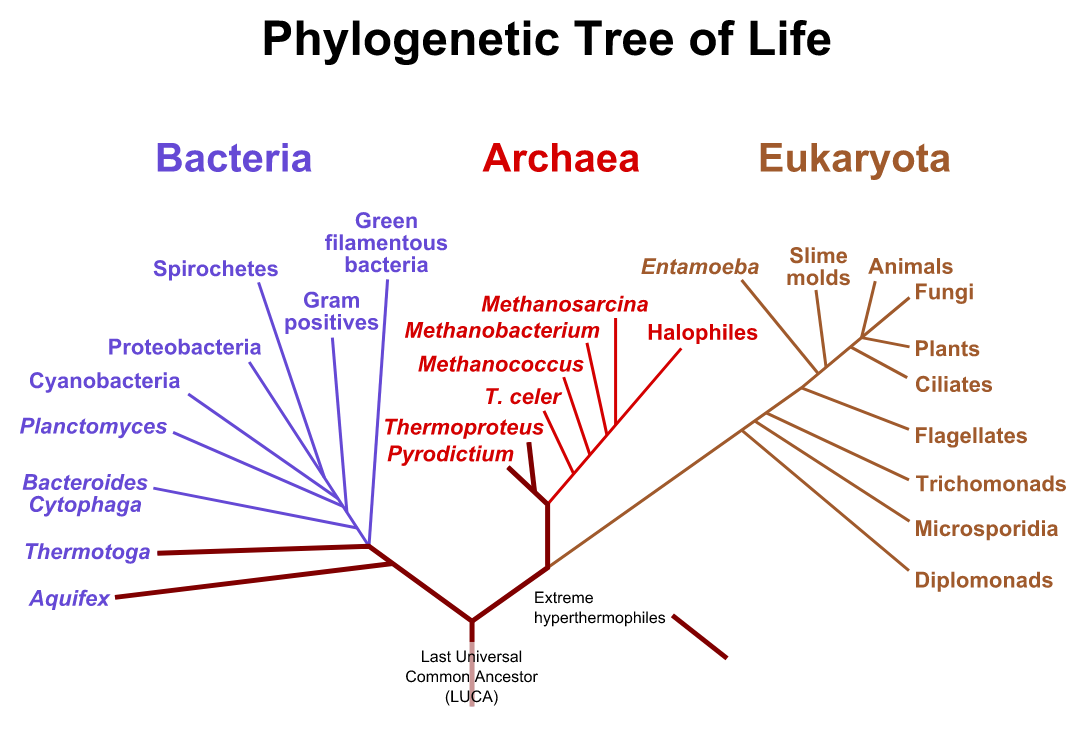 Phylogenetic Tree of Life
Bacteria
Archaea
Eukaryota
Green
filamentous
bacteria
Spirochetes
Gram
positives
Proteobacteria
Cyanobacteria
Planctomyces
Bacteroides
Cytophaga
Thermotoga
Aquifex
Methanosarcina
Methanobacterium
Halophiles
Methanococcus
T. celer
Thermoproteus
Pyrodictium
Entamoeba
Slime
molds
Animals
Fungi
Plants
Ciliates
Flagellates
Trichomonads
Microsporidia
Diplomonads
Extreme
hyperthermophiles
Last Universal
Common Ancestor
(LUCA)